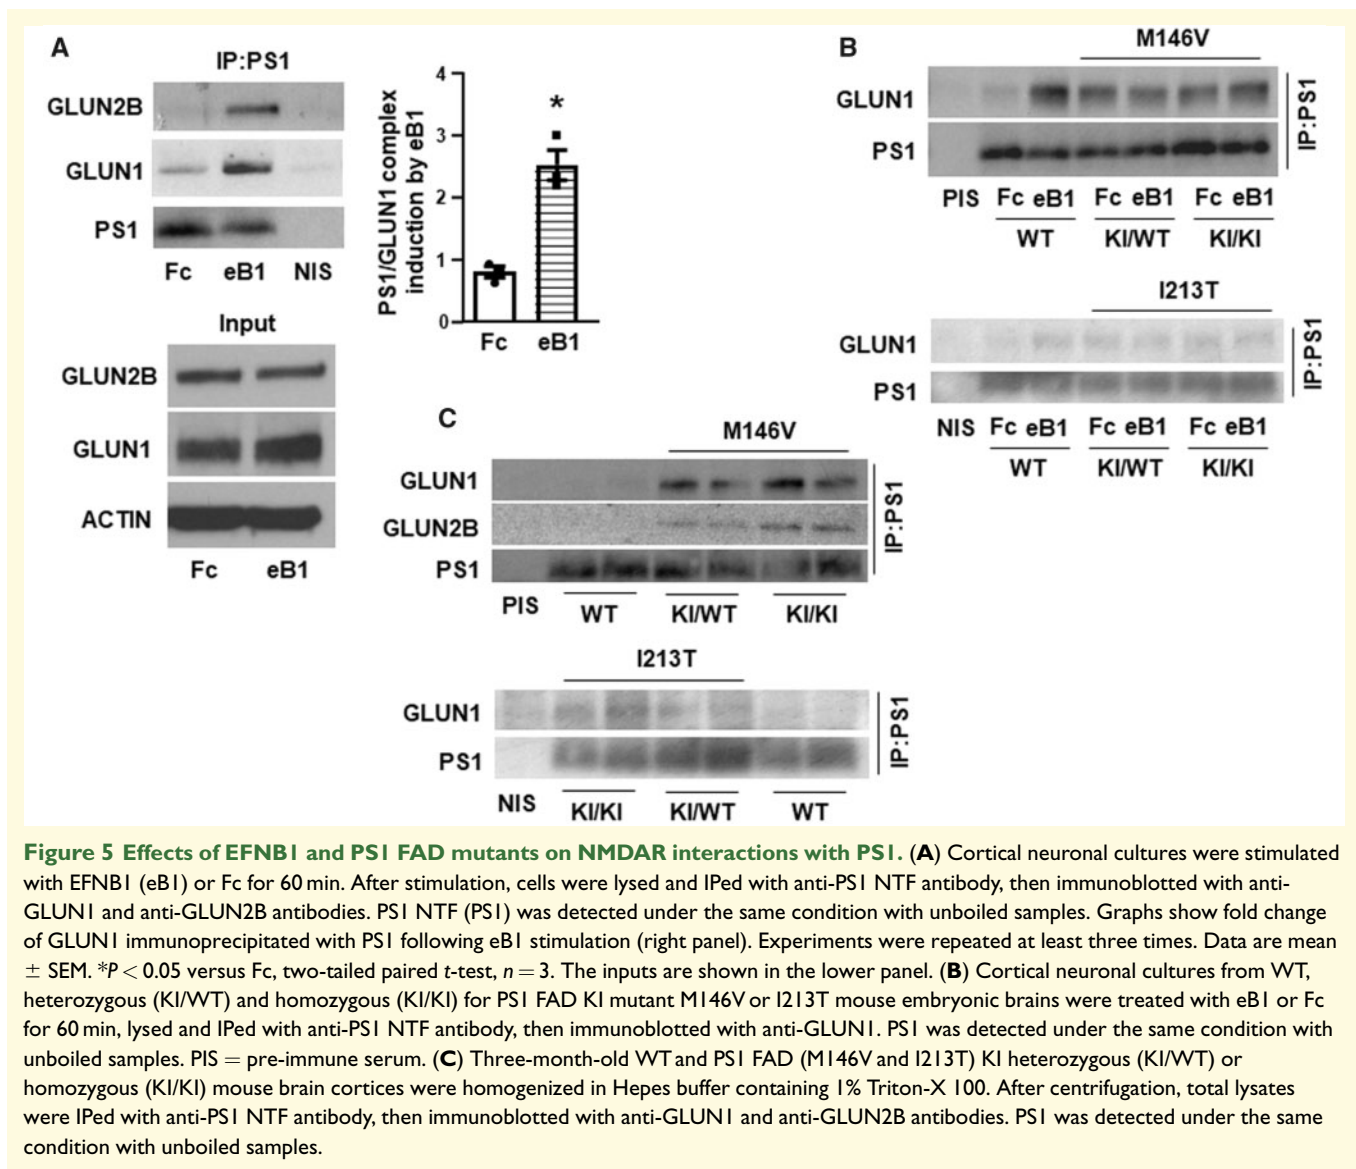 A
IP:PS1
GLUN2B
GLUN1
PS1
Fc eB1 NIS
Input
GLUN2B
GLUN1
ACTIN
Fc eB1
PS1/GLUN1 complex
induction by eB1
4
3
2
1
0
*
Fc eB1
B
M146V
GLUN1
PS1
IP:PS1
PIS Fc eB1 Fc eB1 Fc eB1
WT KI/WT KI/KI
I213T
GLUN1
PS1
IP:PS1
NIS Fc eB1 Fc eB1 Fc eB1
WT KI/WT KI/KI
C
M146V
GLUN1
GLUN2B
PS1
IP:PS1
PIS WT KI/WT KI/KI
I213T
GLUN1
PS1
IP:PS1
NIS KI/KI KI/WT WT
Figure 5 Effects of EFNB1 and PS1 FAD mutants on NMDAR interactions with PS1. (A) Cortical neuronal cultures were stimulated
with EFNB1 (eB1) or Fc for 60 min. After stimulation, cells were lysed and IPed with anti-PS1 NTF antibody, then immunoblotted with anti-
GLUN1 and anti-GLUN2B antibodies. PS1 NTF (PS1) was detected under the same condition with unboiled samples. Graphs show fold change
of GLUN1 immunoprecipitated with PS1 following eB1 stimulation (right panel). Experiments were repeated at least three times. Data are mean
± SEM. *P < 0.05 versus Fc, two-tailed paired t-test, n = 3. The inputs are shown in the lower panel. (B) Cortical neuronal cultures from WT,
heterozygous (KI/WT) and homozygous (KI/KI) for PS1 FAD KI mutant M146V or I213T mouse embryonic brains were treated with eB1 or Fc
for 60 min, lysed and IPed with anti-PS1 NTF antibody, then immunoblotted with anti-GLUN1. PS1 was detected under the same condition with
unboiled samples. PIS = pre-immune serum. (C) Three-month-old WT and PS1 FAD (M146V and I213T) KI heterozygous (KI/WT) or
homozygous (KI/KI) mouse brain cortices were homogenized in Hepes buffer containing 1% Triton-X 100. After centrifugation, total lysates
were IPed with anti-PS1 NTF antibody, then immunoblotted with anti-GLUN1 and anti-GLUN2B antibodies. PS1 was detected under the same
condition with unboiled samples.